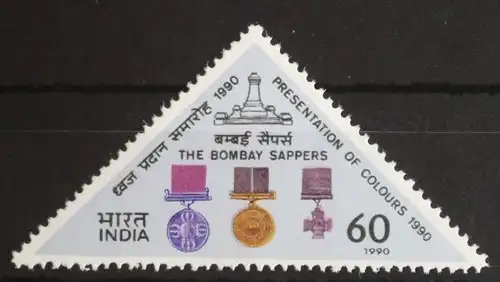 ध्वज प्रदान समारोह 1990
PRESENTATION OF COLOURS 1990
बम्बई सैपर्स
THE BOMBAY SAPPERS
भारत
INDIA
60
1990